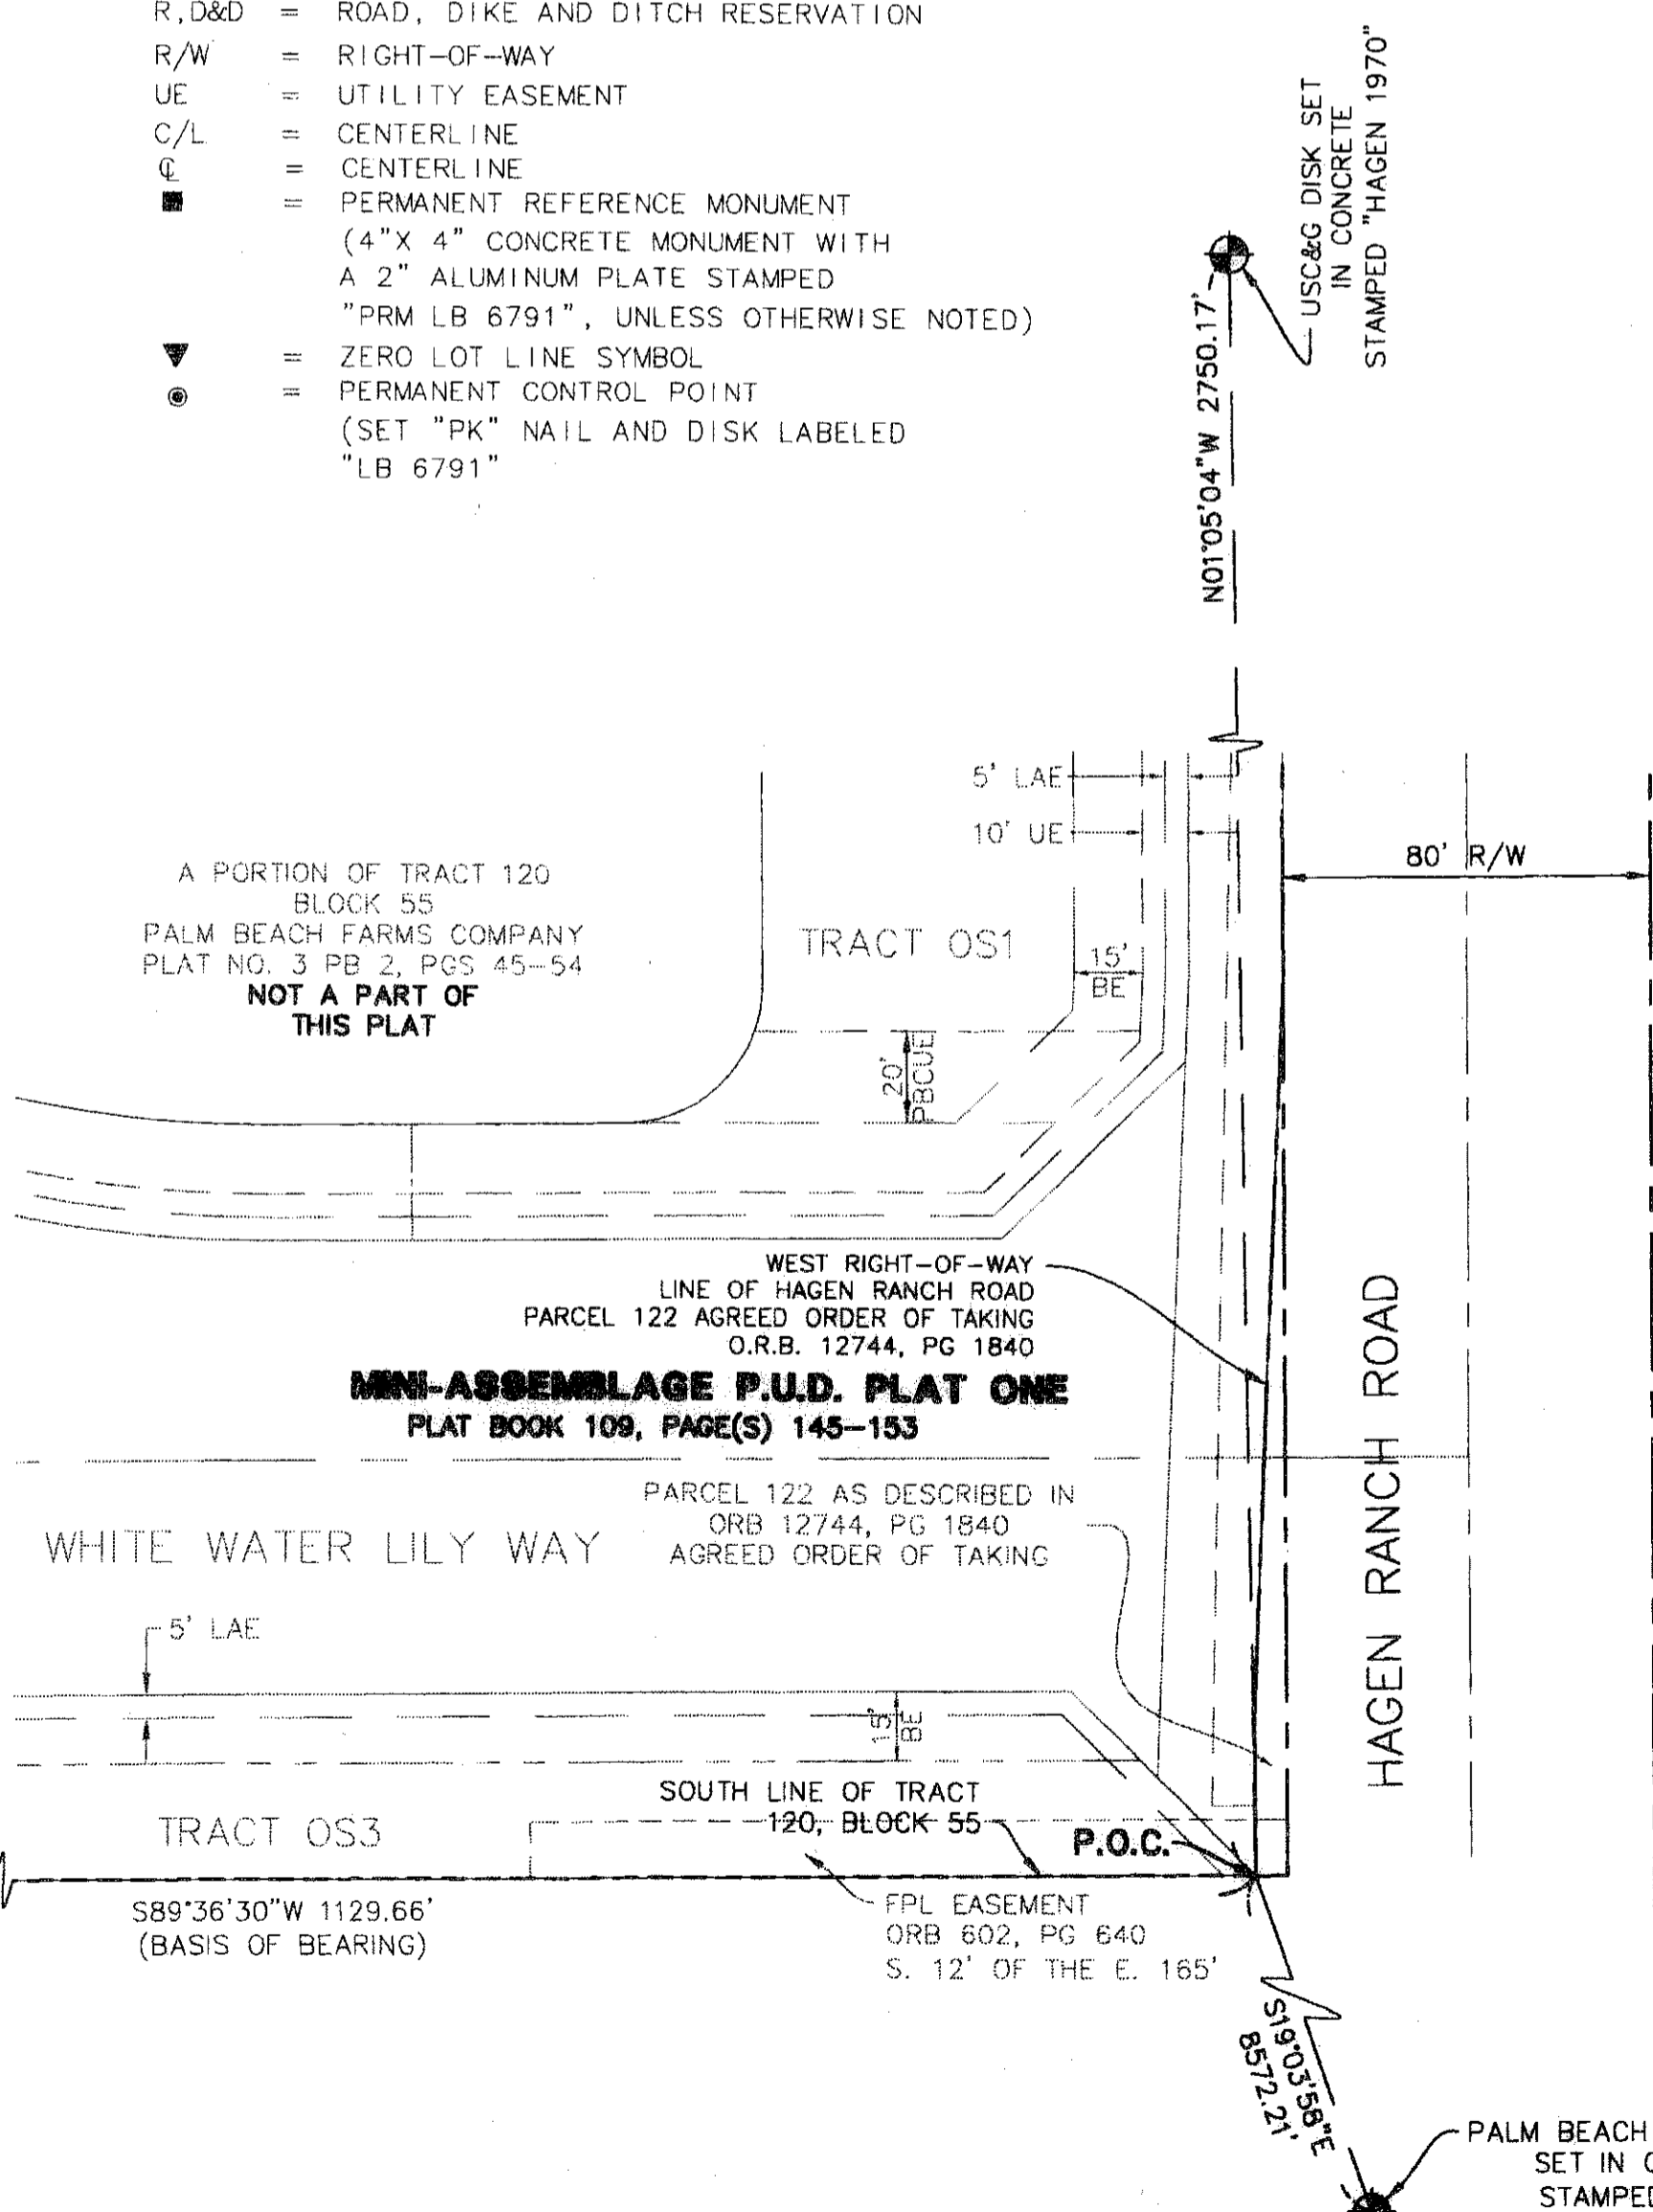 R,D&D = ROAD, DIKE AND DITCH RESERVATION
R/W = RIGHT-OF-WAY
UE = UTILITY EASEMENT
C/L = CENTERLINE
℄ = CENTERLINE
■ = PERMANENT REFERENCE MONUMENT
(4"X 4" CONCRETE MONUMENT WITH
A 2" ALUMINUM PLATE STAMPED
"PRM LB 6791", UNLESS OTHERWISE NOTED)
▼ = ZERO LOT LINE SYMBOL
◉ = PERMANENT CONTROL POINT
(SET "PK" NAIL AND DISK LABELED
"LB 6791"
USC&G DISK SET
IN CONCRETE
STAMPED "HAGEN 1970"
N01°05'04"W 2750.17'
5' LAE
10' UE
80' R/W
A PORTION OF TRACT 120
BLOCK 55
PALM BEACH FARMS COMPANY
PLAT NO. 3 PB 2, PGS 45-54
NOT A PART OF
THIS PLAT
TRACT OS1
15'
BE
20'
PBCUE
WEST RIGHT-OF-WAY
LINE OF HAGEN RANCH ROAD
PARCEL 122 AGREED ORDER OF TAKING
O.R.B. 12744, PG 1840
MINI-ASSEMBLAGE P.U.D. PLAT ONE
PLAT BOOK 109, PAGE(S) 145-153
HAGEN RANCH ROAD
PARCEL 122 AS DESCRIBED IN
ORB 12744, PG 1840
AGREED ORDER OF TAKING
WHITE WATER LILY WAY
5' LAE
15'
BE
SOUTH LINE OF TRACT
120, BLOCK 55
TRACT OS3
P.O.C.
S89°36'30"W 1129.66'
(BASIS OF BEARING)
FPL EASEMENT
ORB 602, PG 640
S. 12' OF THE E. 165'
S19°03'58"E
8572.21'
PALM BEACH
SET IN
STAMPED